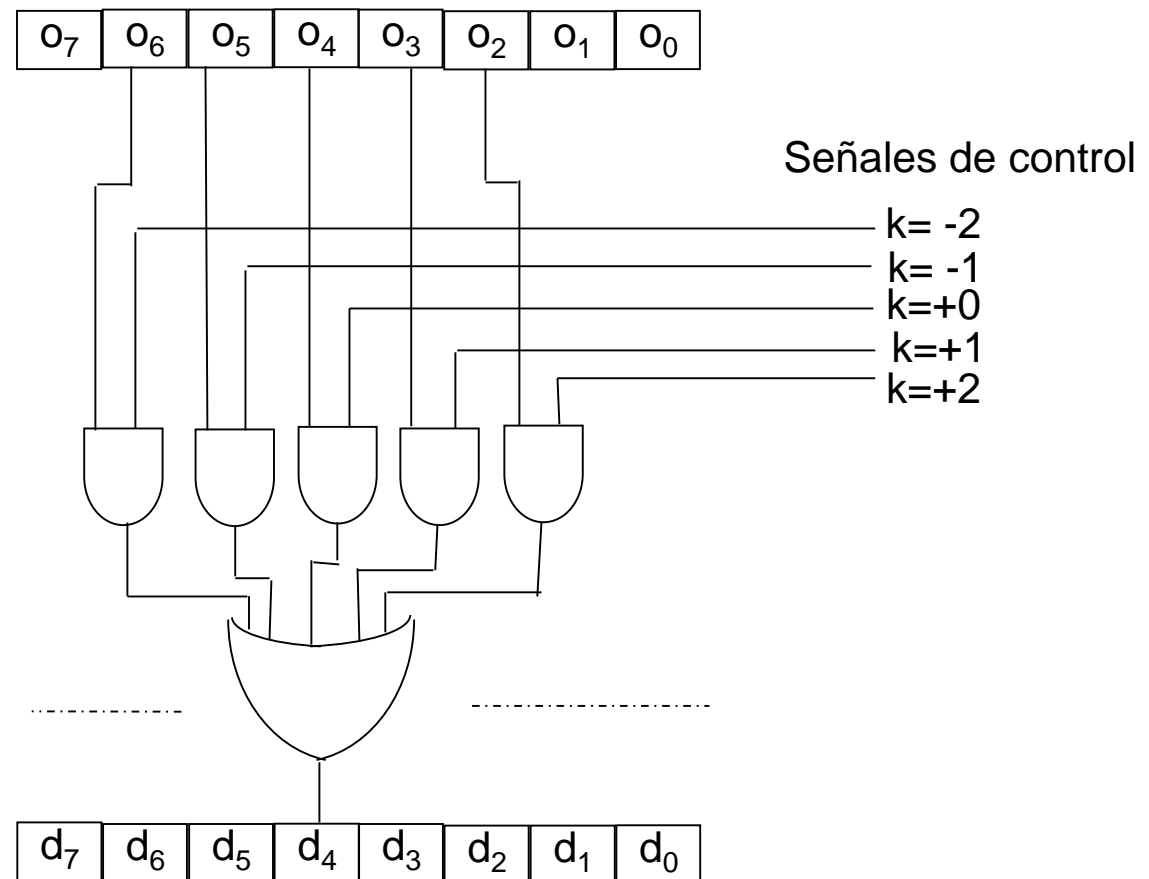 o₇ o₆ o₅ o₄ o₃ o₂ o₁ o₀
Señales de control
k= -2
k= -1
k=+0
k=+1
k=+2
d₇ d₆ d₅ d₄ d₃ d₂ d₁ d₀